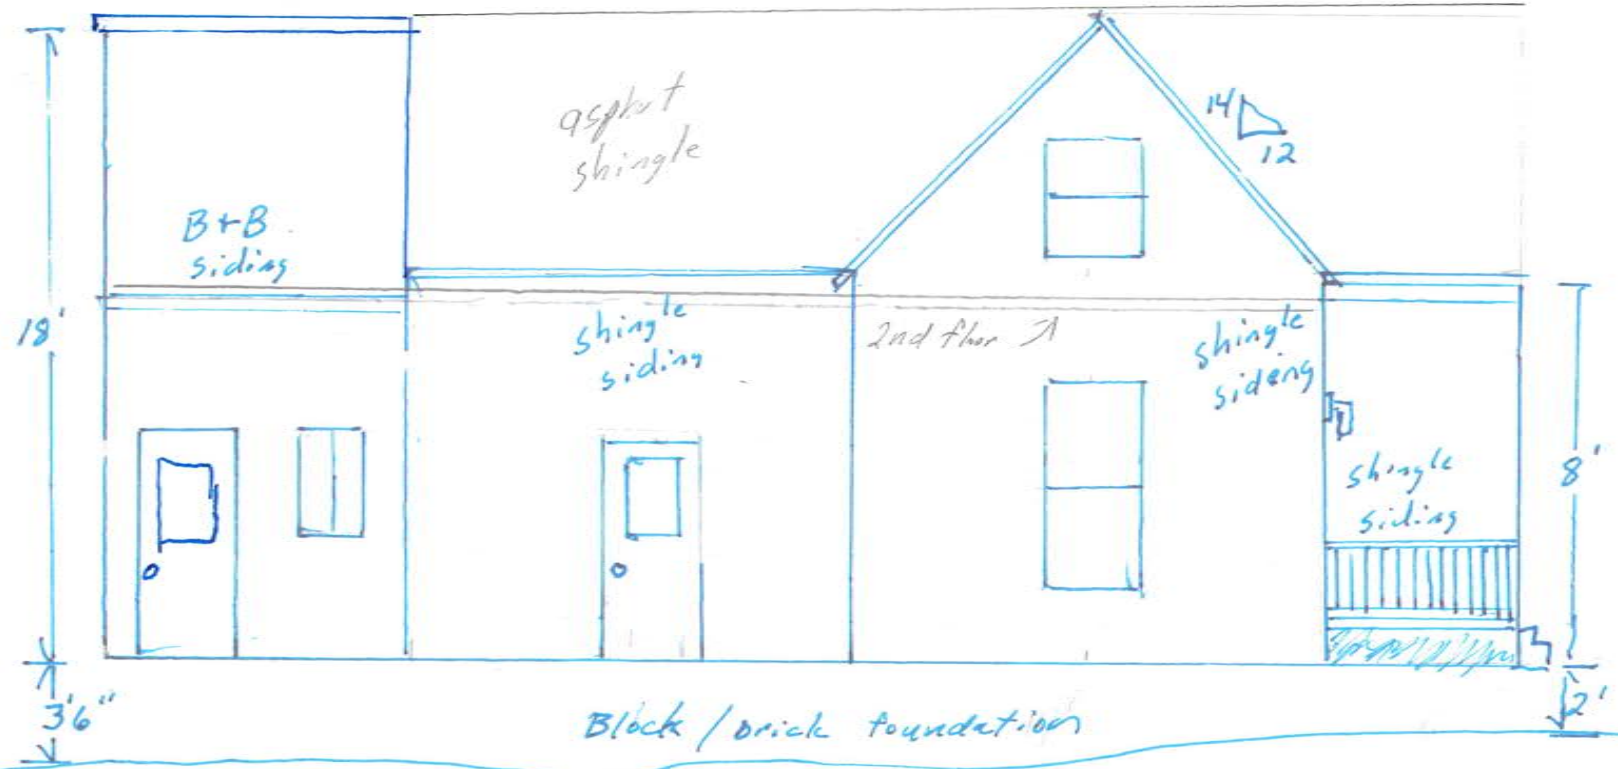 asphut
shingle
14
12
B+B
siding
18'
shingle
siding
2nd floor
shingle
siding
8'
shingle
siding
3'6"
Block / brick foundation
2'